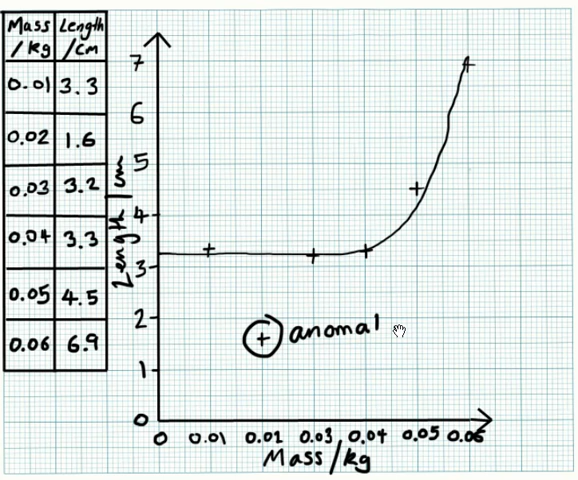 Mass Length
/kg /cm
0.01 3.3
0.02 1.6
0.03 3.2
0.04 3.3
0.05 4.5
0.06 6.9
Length / cm
7
6
5
4
3
2
1
0
anomal
0 0.01 0.02 0.03 0.04 0.05 0.06
Mass /kg